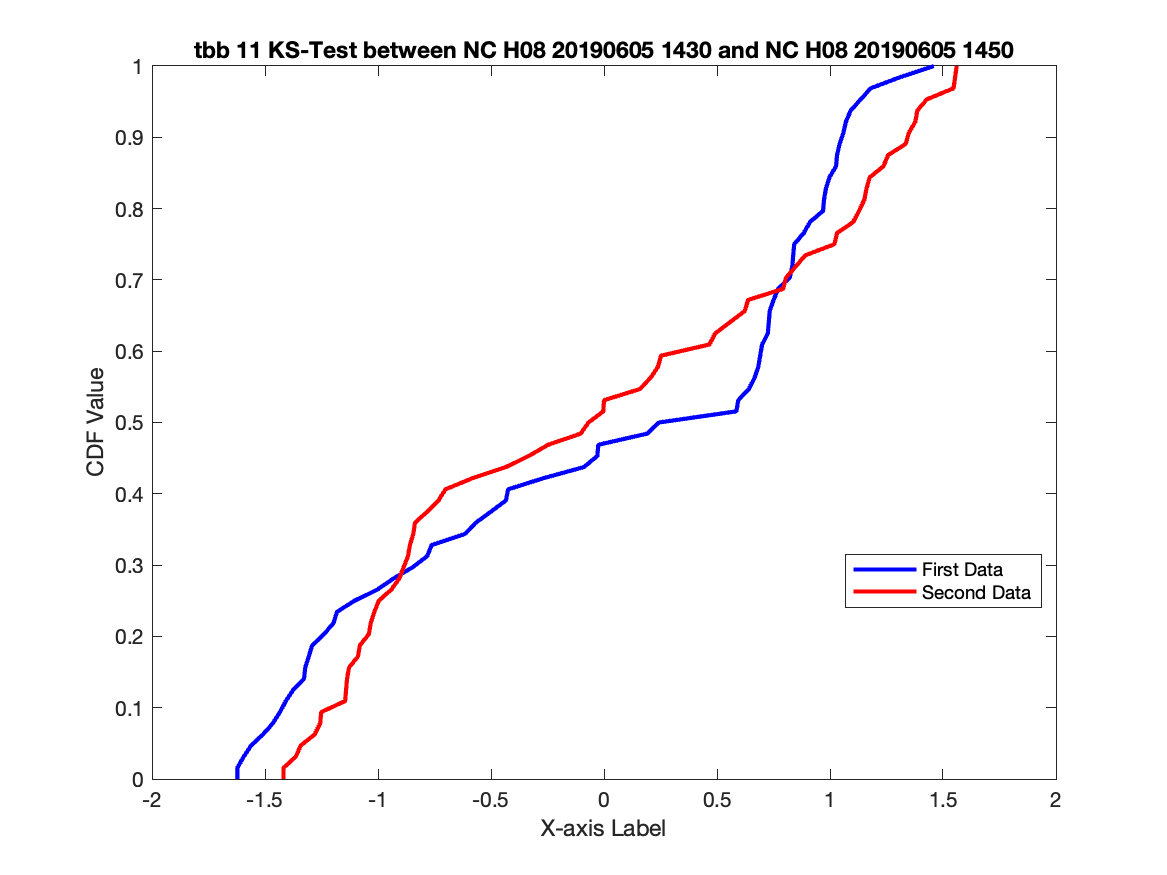 tbb 11 KS-Test between NC H08 20190605 1430 and NC H08 20190605 1450
1
0.9
0.8
0.7
0.6
0.5
0.4
0.3
0.2
0.1
0
CDF Value
First Data
Second Data
-2 -1.5 -1 -0.5 0 0.5 1 1.5 2
X-axis Label